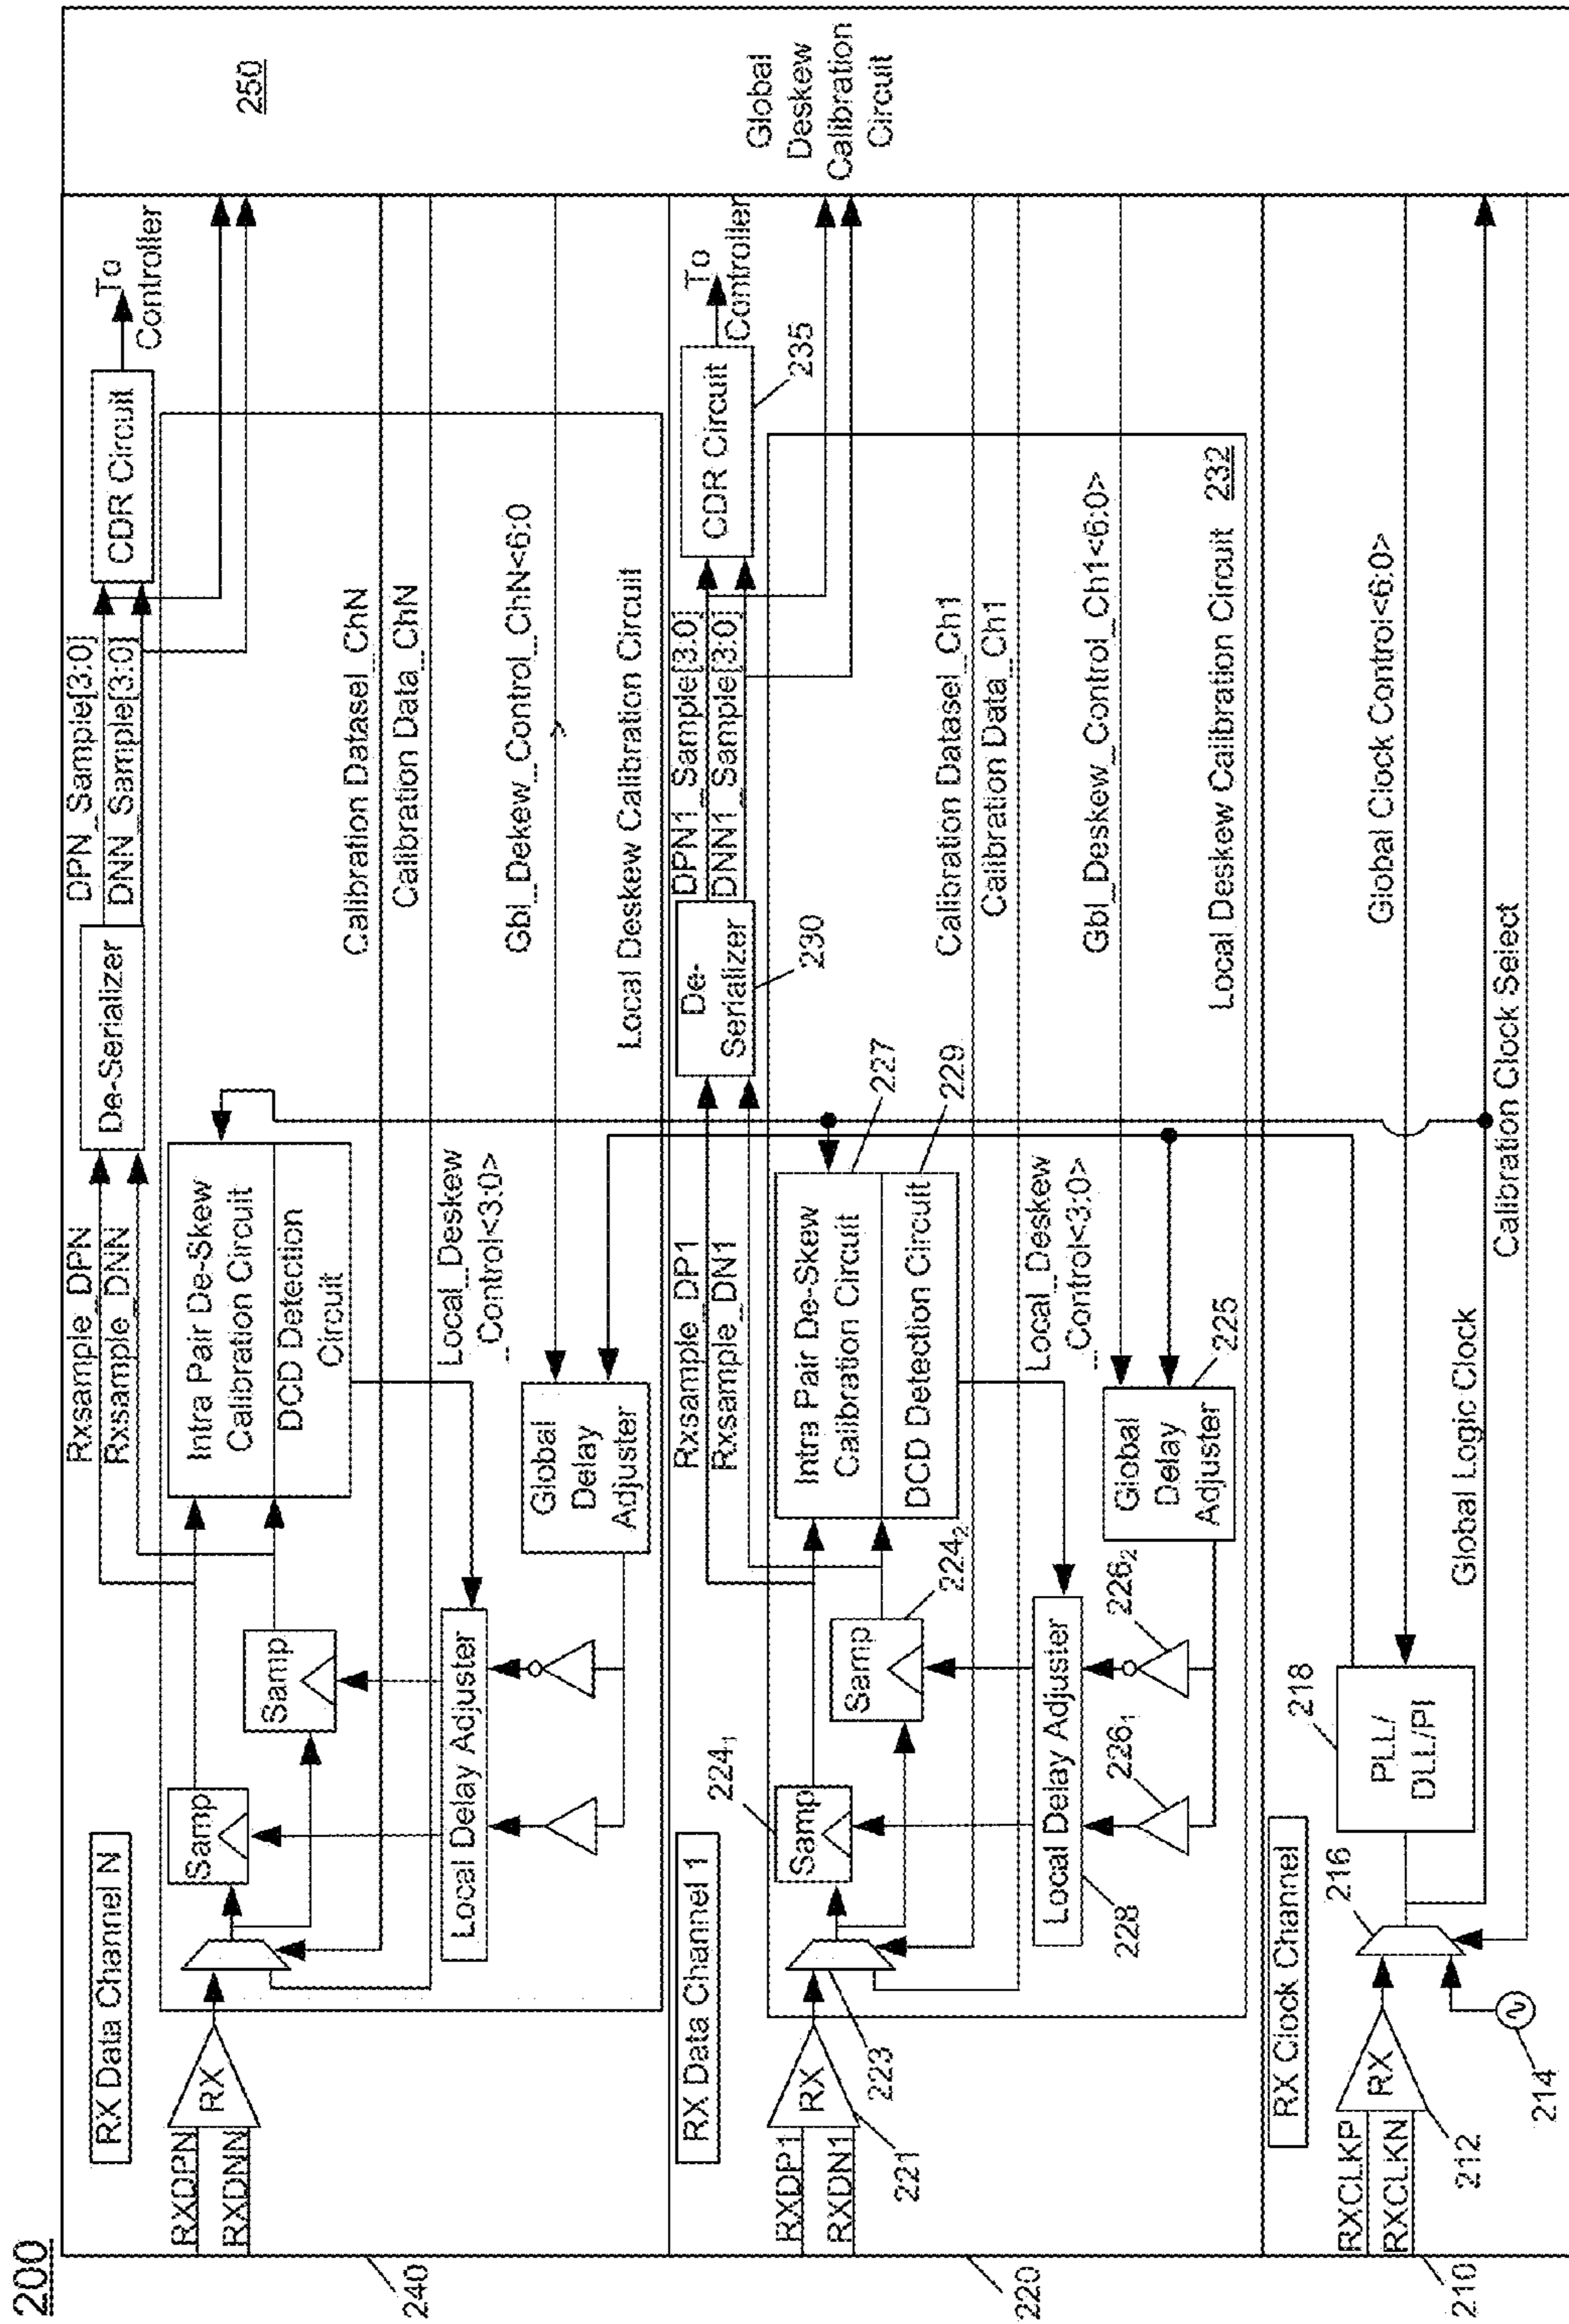 200
RX Data Channel N
RXDPN
RXDNN
RX
Samp
Samp
Rxsample_DPN
Rxsample_DNN
Intra Pair De-Skew
Calibration Circuit
DCD Detection
Circuit
De-Serializer
DPN_Sample[3:0]
DNN_Sample[3:0]
CDR Circuit
To
Controller
Local Delay Adjuster
Local_Deskew
_Control<3:0>
Global
Delay
Adjuster
Calibration Datasel_ChN
Calibration Data_ChN
Gbl_Dekew_Control_ChN<6:0
>
Local Deskew Calibration Circuit
240
250
Global
Deskew
Calibration
Circuit
RX Data Channel 1
RXDP1
RXDN1
RX
221
223
Samp
224₁
Samp
224₂
Rxsample_DP1
Rxsample_DN1
Intra Pair De-Skew
Calibration Circuit
DCD Detection Circuit
227
229
De-
Serializer
230
DPN1_Sample[3:0]
DNN1_Sample[3:0]
CDR Circuit
235
To
Controller
Local Delay Adjuster
228
226₁
226₂
Local_Deskew
_Control<3:0>
Global
Delay
Adjuster
225
Calibration Datasel_Ch1
Calibration Data_Ch1
Gbl_Deskew_Control_Ch1<6:0>
Local Deskew Calibration Circuit 232
220
RX Clock Channel
RXCLKP
RXCLKN
RX
212
214
216
PLL/
DLL/PI
218
Global Clock Control<6:0>
Global Logic Clock
Calibration Clock Select
210